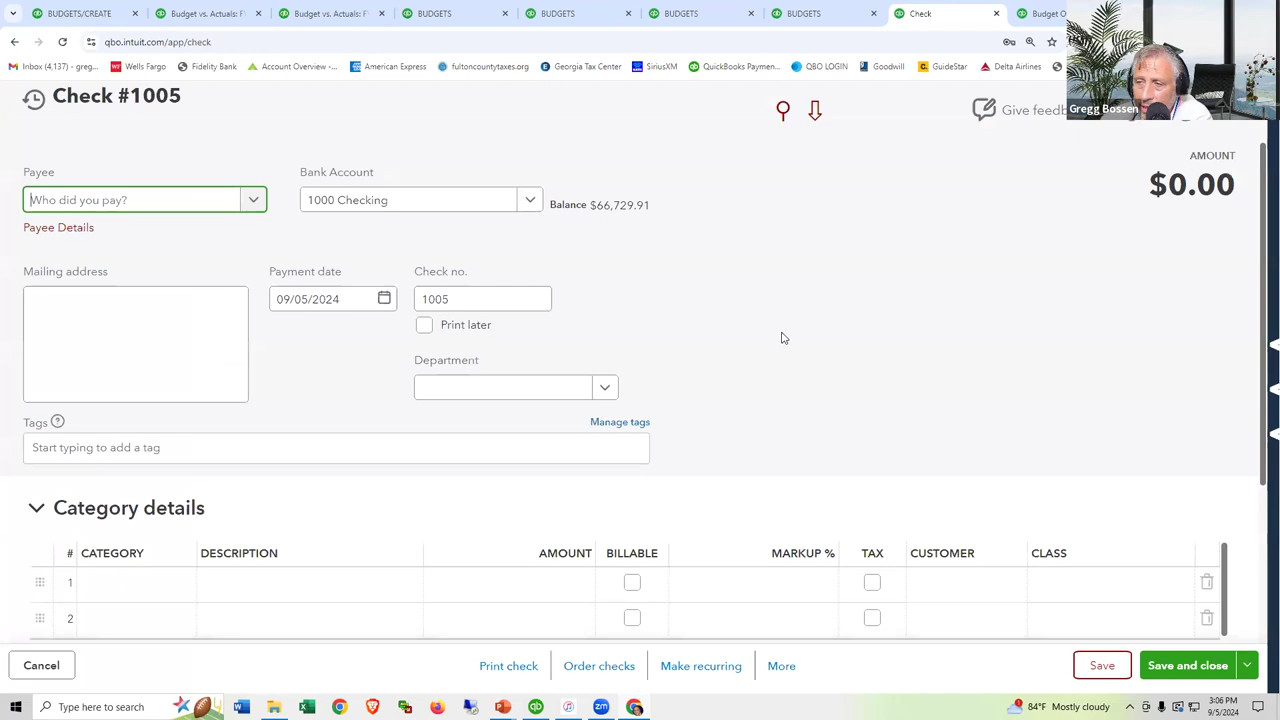 BUDGETS/CREATE
Budget vs. Actuals: F
Budget vs. Actuals: F
BUDGETS
BUDGETS
BUDGETS
BUDGETS
Check
Budget O
qbo.intuit.com/app/check
Inbox (4,137) - greg...
Wells Fargo
Fidelity Bank
Account Overview -...
American Express
fultoncountytaxes.org
Georgia Tax Center
SiriusXM
QuickBooks Paymen...
QBO LOGIN
Goodwill
GuideStar
Delta Airlines
Gregg Bossen
Check #1005
Give feedb
AMOUNT
$0.00
Payee
Bank Account
Who did you pay?
1000 Checking
Balance $66,729.91
Payee Details
Mailing address
Payment date
Check no.
09/05/2024
1005
Print later
Department
Tags
Manage tags
Start typing to add a tag
Category details
# CATEGORY DESCRIPTION AMOUNT BILLABLE MARKUP % TAX CUSTOMER CLASS
1
2
Cancel
Print check
Order checks
Make recurring
More
Save
Save and close
Type here to search
84°F Mostly cloudy
3:06 PM
9/5/2024